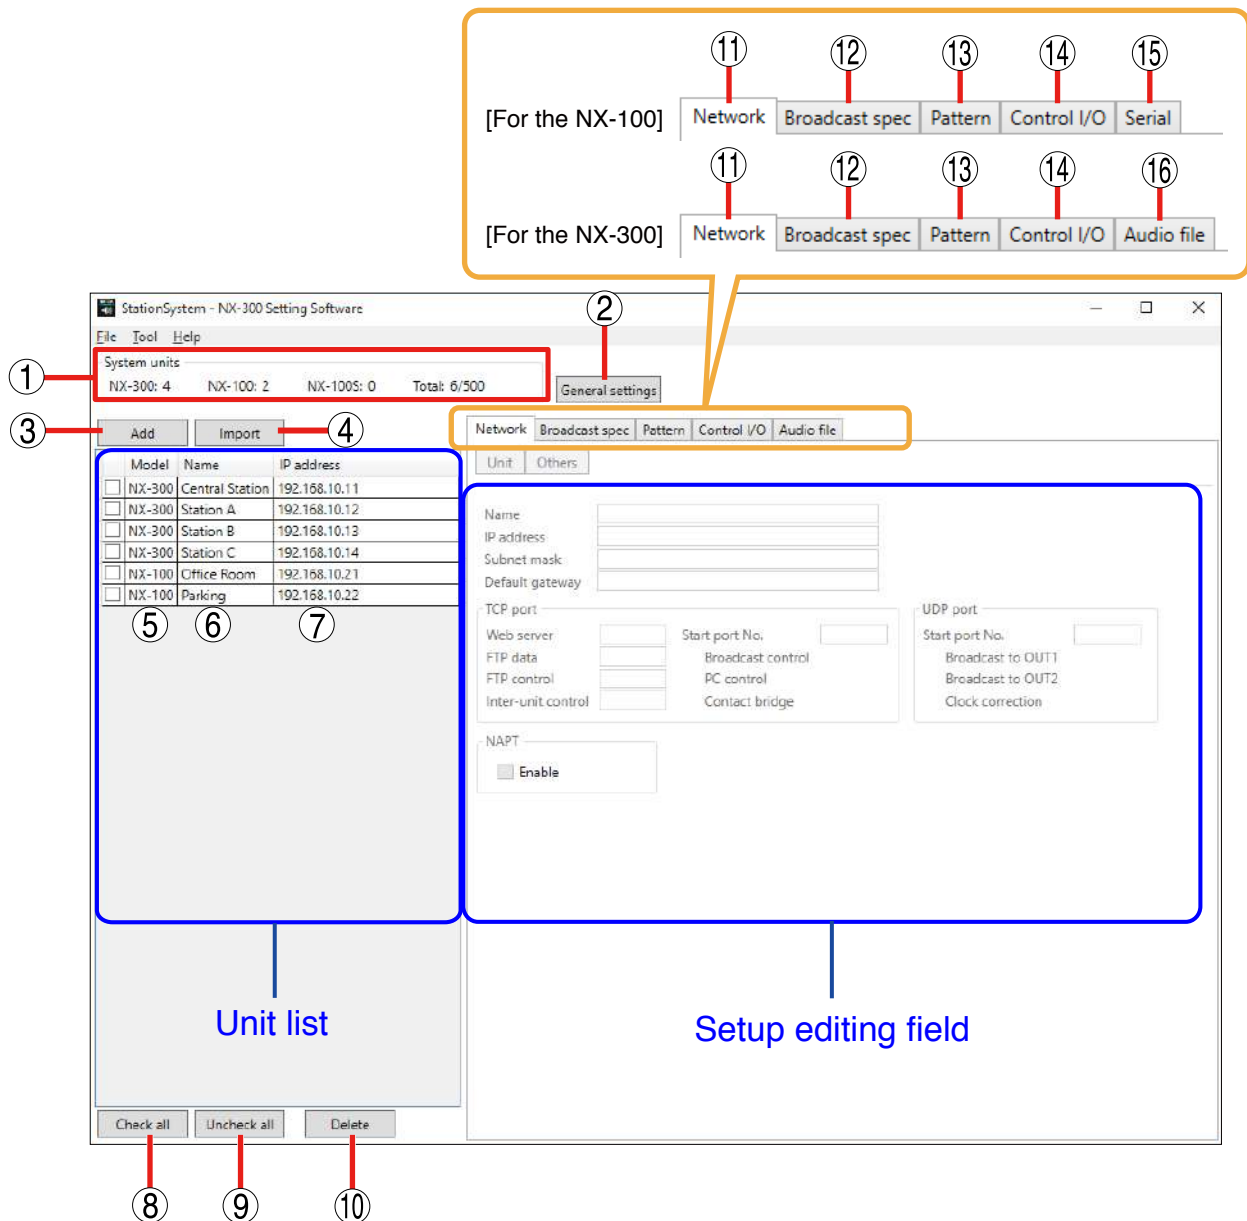 ⑪ ⑫ ⑬ ⑭ ⑮
[For the NX-100] Network Broadcast spec Pattern Control I/O Serial
⑪ ⑫ ⑬ ⑭ ⑯
[For the NX-300] Network Broadcast spec Pattern Control I/O Audio file
StationSystem - NX-300 Setting Software
②
File Tool Help
① System units
NX-300: 4 NX-100: 2 NX-100S: 0 Total: 6/500
General settings
③ Add Import ④
Network Broadcast spec Pattern Control I/O Audio file
Unit Others
Model Name IP address
NX-300 Central Station 192.168.10.11
NX-300 Station A 192.168.10.12
NX-300 Station B 192.168.10.13
NX-300 Station C 192.168.10.14
NX-100 Office Room 192.168.10.21
NX-100 Parking 192.168.10.22
⑤ ⑥ ⑦
Name
IP address
Subnet mask
Default gateway
TCP port
Web server Start port No.
FTP data Broadcast control
FTP control PC control
Inter-unit control Contact bridge
UDP port
Start port No.
Broadcast to OUT1
Broadcast to OUT2
Clock correction
NAPT
Enable
Unit list
Setup editing field
Check all Uncheck all Delete
⑧ ⑨ ⑩